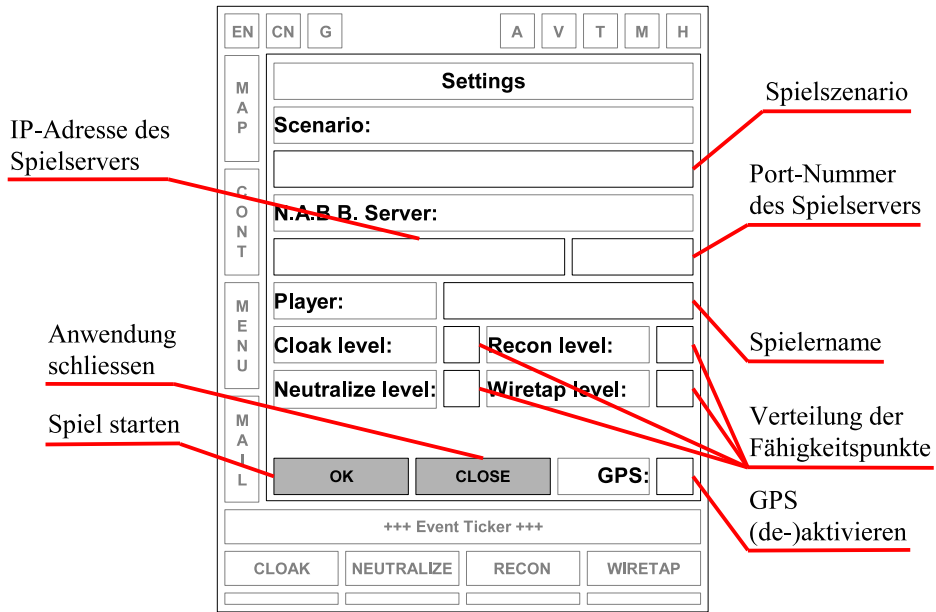 EN CN G A V T M H
MAP
CONT
MENU
MAIL
Settings
Scenario:
N.A.B.B. Server:
Player:
Cloak level: Recon level:
Neutralize level: Wiretap level:
OK CLOSE GPS:
+++ Event Ticker +++
CLOAK NEUTRALIZE RECON WIRETAP
IP-Adresse des
Spielservers
Anwendung
schliessen
Spiel starten
Spielszenario
Port-Nummer
des Spielservers
Spielername
Verteilung der
Fähigkeitspunkte
GPS
(de-)aktivieren